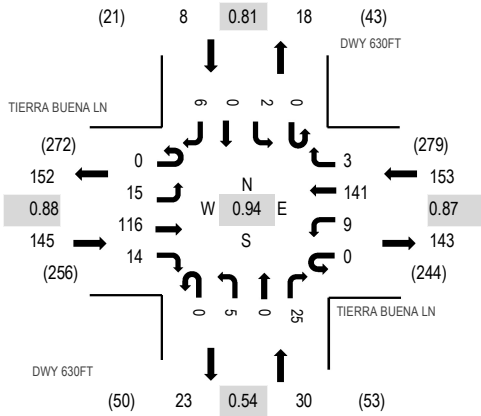 (21) 8 0.81 18 (43)
DWY 630FT
TIERRA BUENA LN
6 0 2 0
(272) 0 3 (279)
152 153
15 N 141
0.88 W 0.94 E 0.87
116 9
145 S 143
14 0
(256) (244)
0 5 0 25
TIERRA BUENA LN
DWY 630FT
(50) 23 0.54 30 (53)